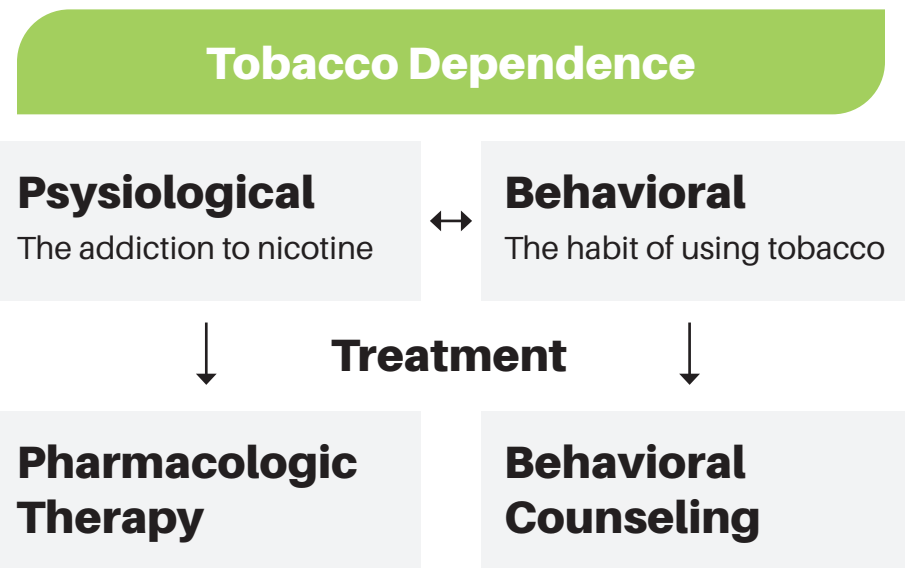 Tobacco Dependence
Psysiological
The addiction to nicotine
Behavioral
The habit of using tobacco
Treatment
Pharmacologic
Therapy
Behavioral
Counseling